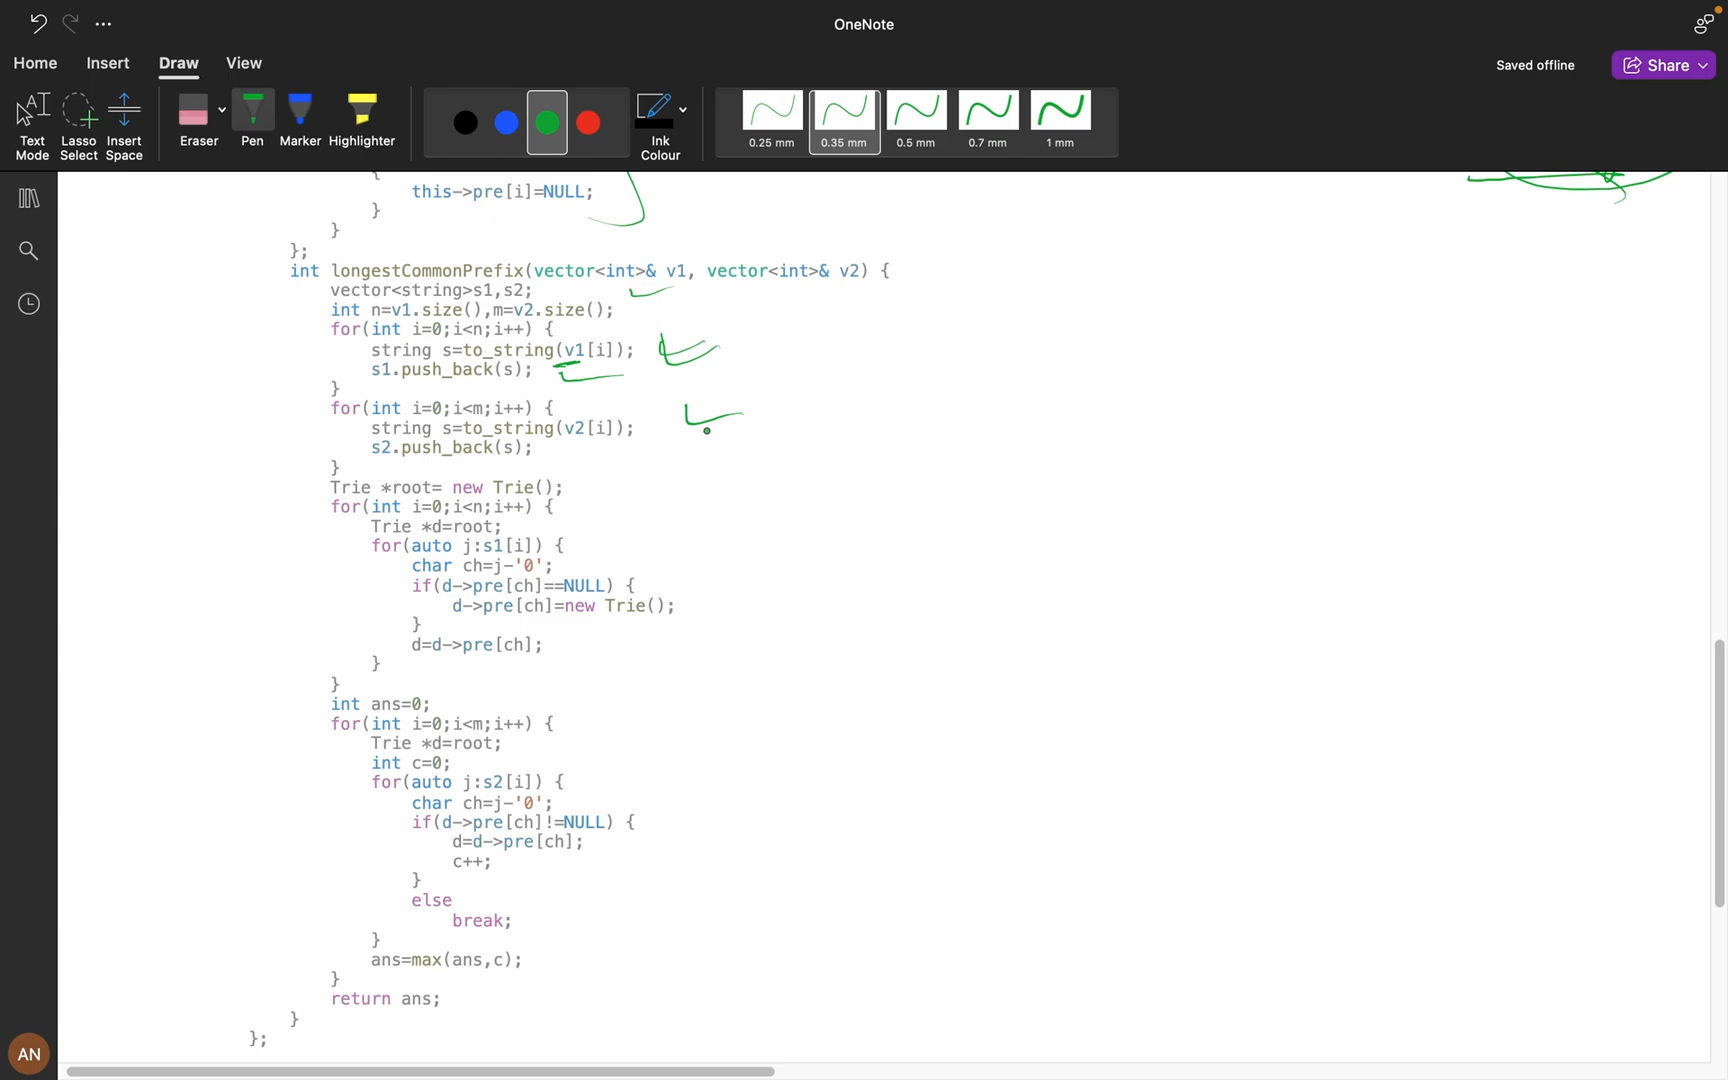 OneNote
Home Insert Draw View
Saved offline
Share
Text Mode
Lasso Select
Insert Space
Eraser
Pen
Marker
Highlighter
Ink Colour
0.25 mm
0.35 mm
0.5 mm
0.7 mm
1 mm
{
this->pre[i]=NULL;
}
}
};
int longestCommonPrefix(vector<int>& v1, vector<int>& v2) {
vector<string>s1,s2;
int n=v1.size(),m=v2.size();
for(int i=0;i<n;i++) {
string s=to_string(v1[i]);
s1.push_back(s);
}
for(int i=0;i<m;i++) {
string s=to_string(v2[i]);
s2.push_back(s);
}
Trie *root= new Trie();
for(int i=0;i<n;i++) {
Trie *d=root;
for(auto j:s1[i]) {
char ch=j-'0';
if(d->pre[ch]==NULL) {
d->pre[ch]=new Trie();
}
d=d->pre[ch];
}
}
int ans=0;
for(int i=0;i<m;i++) {
Trie *d=root;
int c=0;
for(auto j:s2[i]) {
char ch=j-'0';
if(d->pre[ch]!=NULL) {
d=d->pre[ch];
c++;
}
else
break;
}
ans=max(ans,c);
}
return ans;
}
};
AN